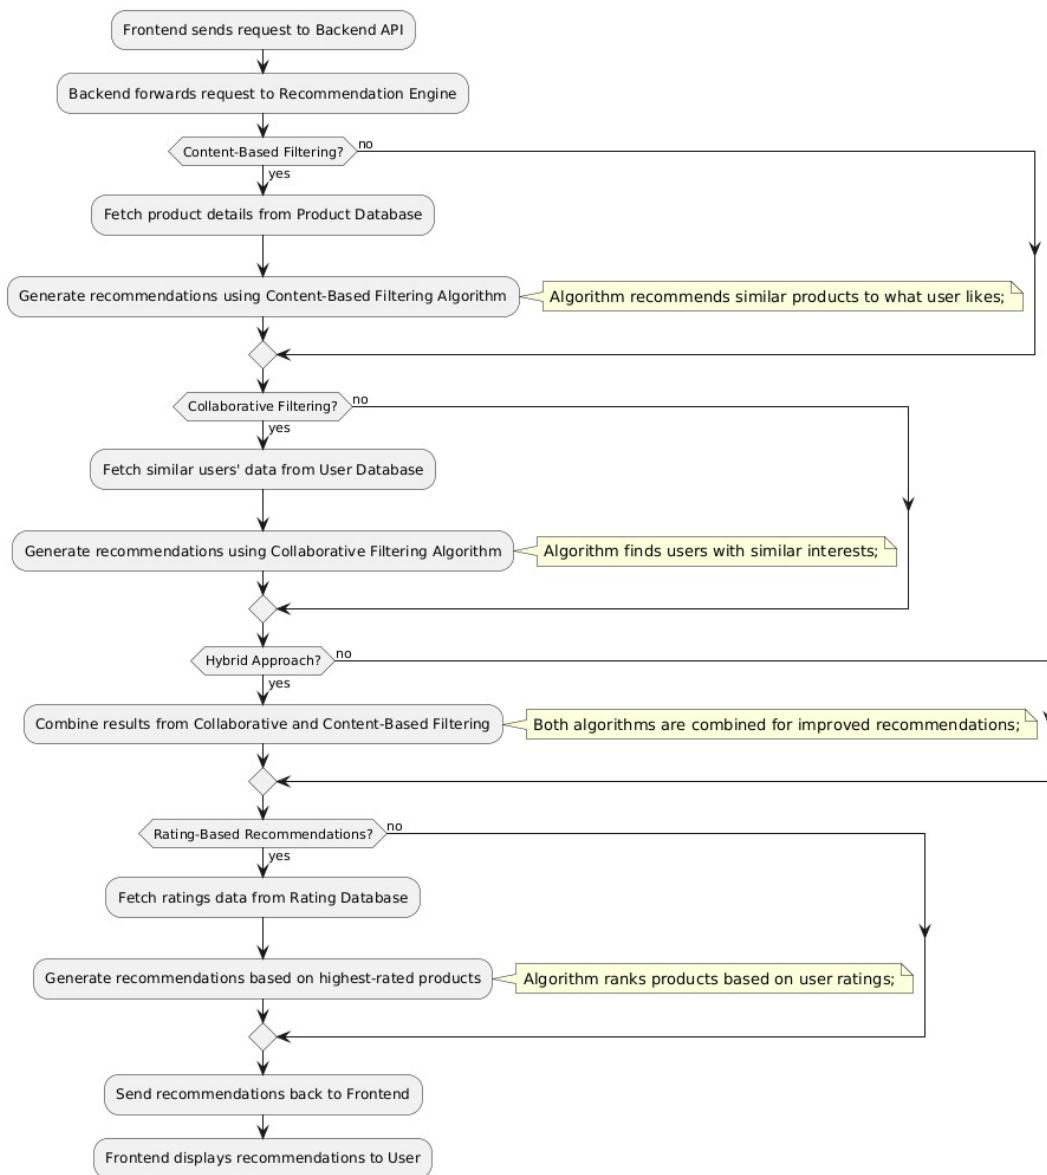 Frontend sends request to Backend API
Backend forwards request to Recommendation Engine
Content-Based Filtering?
no
yes
Fetch product details from Product Database
Generate recommendations using Content-Based Filtering Algorithm
Algorithm recommends similar products to what user likes;
Collaborative Filtering?
no
yes
Fetch similar users' data from User Database
Generate recommendations using Collaborative Filtering Algorithm
Algorithm finds users with similar interests;
Hybrid Approach?
no
yes
Combine results from Collaborative and Content-Based Filtering
Both algorithms are combined for improved recommendations;
Rating-Based Recommendations?
no
yes
Fetch ratings data from Rating Database
Generate recommendations based on highest-rated products
Algorithm ranks products based on user ratings;
Send recommendations back to Frontend
Frontend displays recommendations to User